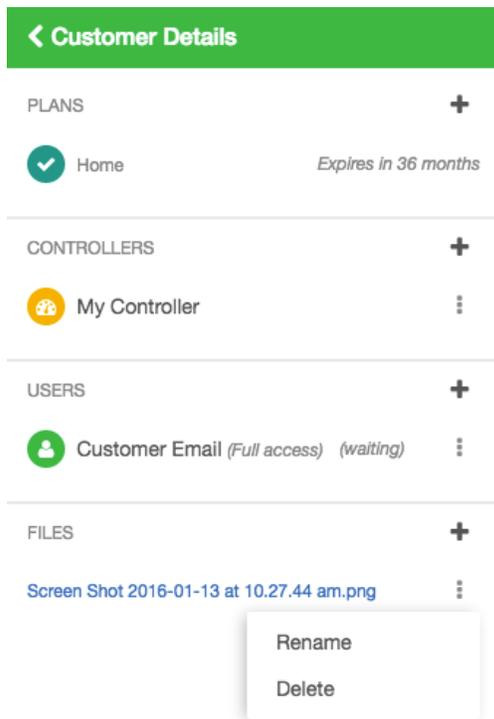 Customer Details
PLANS
Home Expires in 36 months
CONTROLLERS
My Controller
USERS
Customer Email (Full access) (waiting)
FILES
Screen Shot 2016-01-13 at 10.27.44 am.png
Rename
Delete